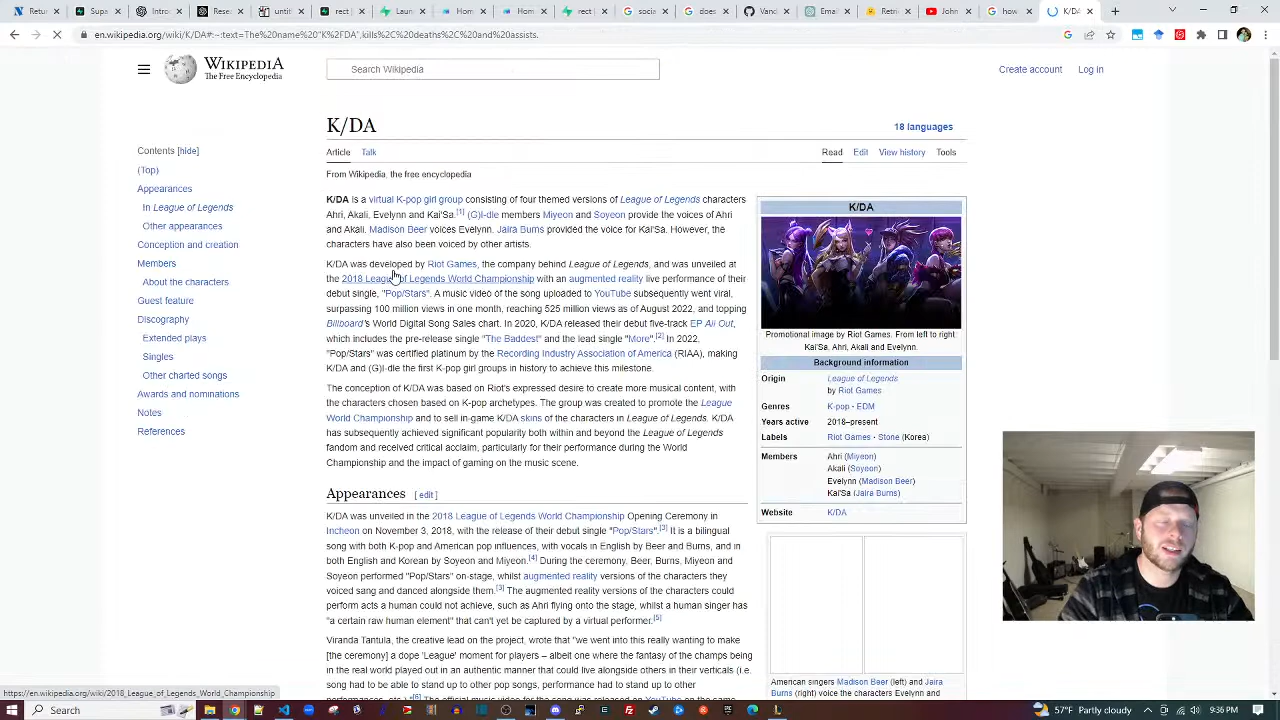 Supa
Intro
Rese
untit
rect
Laun
Hom
Hom
rect
socia
does
Van
Emai
Retri
John
how
K/DA
en.wikipedia.org/wiki/K/DA#:~:text=The%20name%20"K%2FDA_,kills%2C%20deaths%2C%20and%20assists.
WIKIPEDIA
The Free Encyclopedia
Search Wikipedia
Create account Log in
K/DA
18 languages
Article Talk
Read Edit View history Tools
From Wikipedia, the free encyclopedia
Contents [hide]
(Top)
Appearances
In League of Legends
Other appearances
Conception and creation
Members
About the characters
Guest feature
Discography
Extended plays
Singles
Other charted songs
Awards and nominations
Notes
References
K/DA is a virtual K-pop girl group consisting of four themed versions of League of Legends characters
Ahri, Akali, Evelynn and Kai'Sa.[1] (G)I-dle members Miyeon and Soyeon provide the voices of Ahri
and Akali. Madison Beer voices Evelynn. Jaira Burns provided the voice for Kai'Sa. However, the
characters have also been voiced by other artists.
K/DA was developed by Riot Games, the company behind League of Legends, and was unveiled at
the 2018 League of Legends World Championship with an augmented reality live performance of their
debut single, "Pop/Stars". A music video of the song uploaded to YouTube subsequently went viral,
surpassing 100 million views in one month, reaching 525 million views as of August 2022, and topping
Billboard's World Digital Song Sales chart. In 2020, K/DA released their debut five-track EP All Out,
which includes the pre-release single "The Baddest" and the lead single "More".[2] In 2022,
"Pop/Stars" was certified platinum by the Recording Industry Association of America (RIAA), making
K/DA and (G)I-dle the first K-pop girl groups in history to achieve this milestone.
The conception of K/DA was based on Riot's expressed desire to create more musical content, with
the characters chosen based on K-pop archetypes. The group was created to promote the League
World Championship and to sell in-game K/DA skins of the characters in League of Legends. K/DA
has subsequently achieved significant popularity both within and beyond the League of Legends
fandom and received critical acclaim, particularly for their performance during the World
Championship and the impact of gaming on the music scene.
Appearances [ edit ]
K/DA was unveiled in the 2018 League of Legends World Championship Opening Ceremony in
Incheon on November 3, 2018, with the release of their debut single "Pop/Stars".[3] It is a bilingual
song with both K-pop and American pop influences, with vocals in English by Beer and Burns, and in
both English and Korean by Soyeon and Miyeon.[4] During the ceremony, Beer, Burns, Miyeon and
Soyeon performed "Pop/Stars" on-stage, whilst augmented reality versions of the characters they
voiced sang and danced alongside them.[3] The augmented reality versions of the characters could
perform acts a human could not achieve, such as Ahri flying onto the stage, whilst a human singer has
"a certain raw human element" that can't yet be captured by a virtual performer.[5]
Viranda Tantula, the creative lead on the project, wrote that "we went into this really wanting to make
[the ceremony] a dope 'League' moment for players – albeit one where the fantasy of the champs being
in the real world played out in an authentic manner that could live alongside others in their verticals (i.e.
song had to be able to stand up to other pop songs, performance had to stand up to other
K/DA
Promotional image by Riot Games. From left to right
Kai'Sa, Ahri, Akali and Evelynn.
Background information
Origin League of Legends
by Riot Games
Genres K-pop · EDM
Years active 2018–present
Labels Riot Games · Stone (Korea)
Members Ahri (Miyeon)
Akali (Soyeon)
Evelynn (Madison Beer)
Kai'Sa (Jaira Burns)
Website K/DA
American singers Madison Beer (left) and Jaira
Burns (right) voice the characters Evelynn and
https://en.wikipedia.org/wiki/2018_League_of_Legends_World_Championship
Search
57°F Partly cloudy
9:36 PM